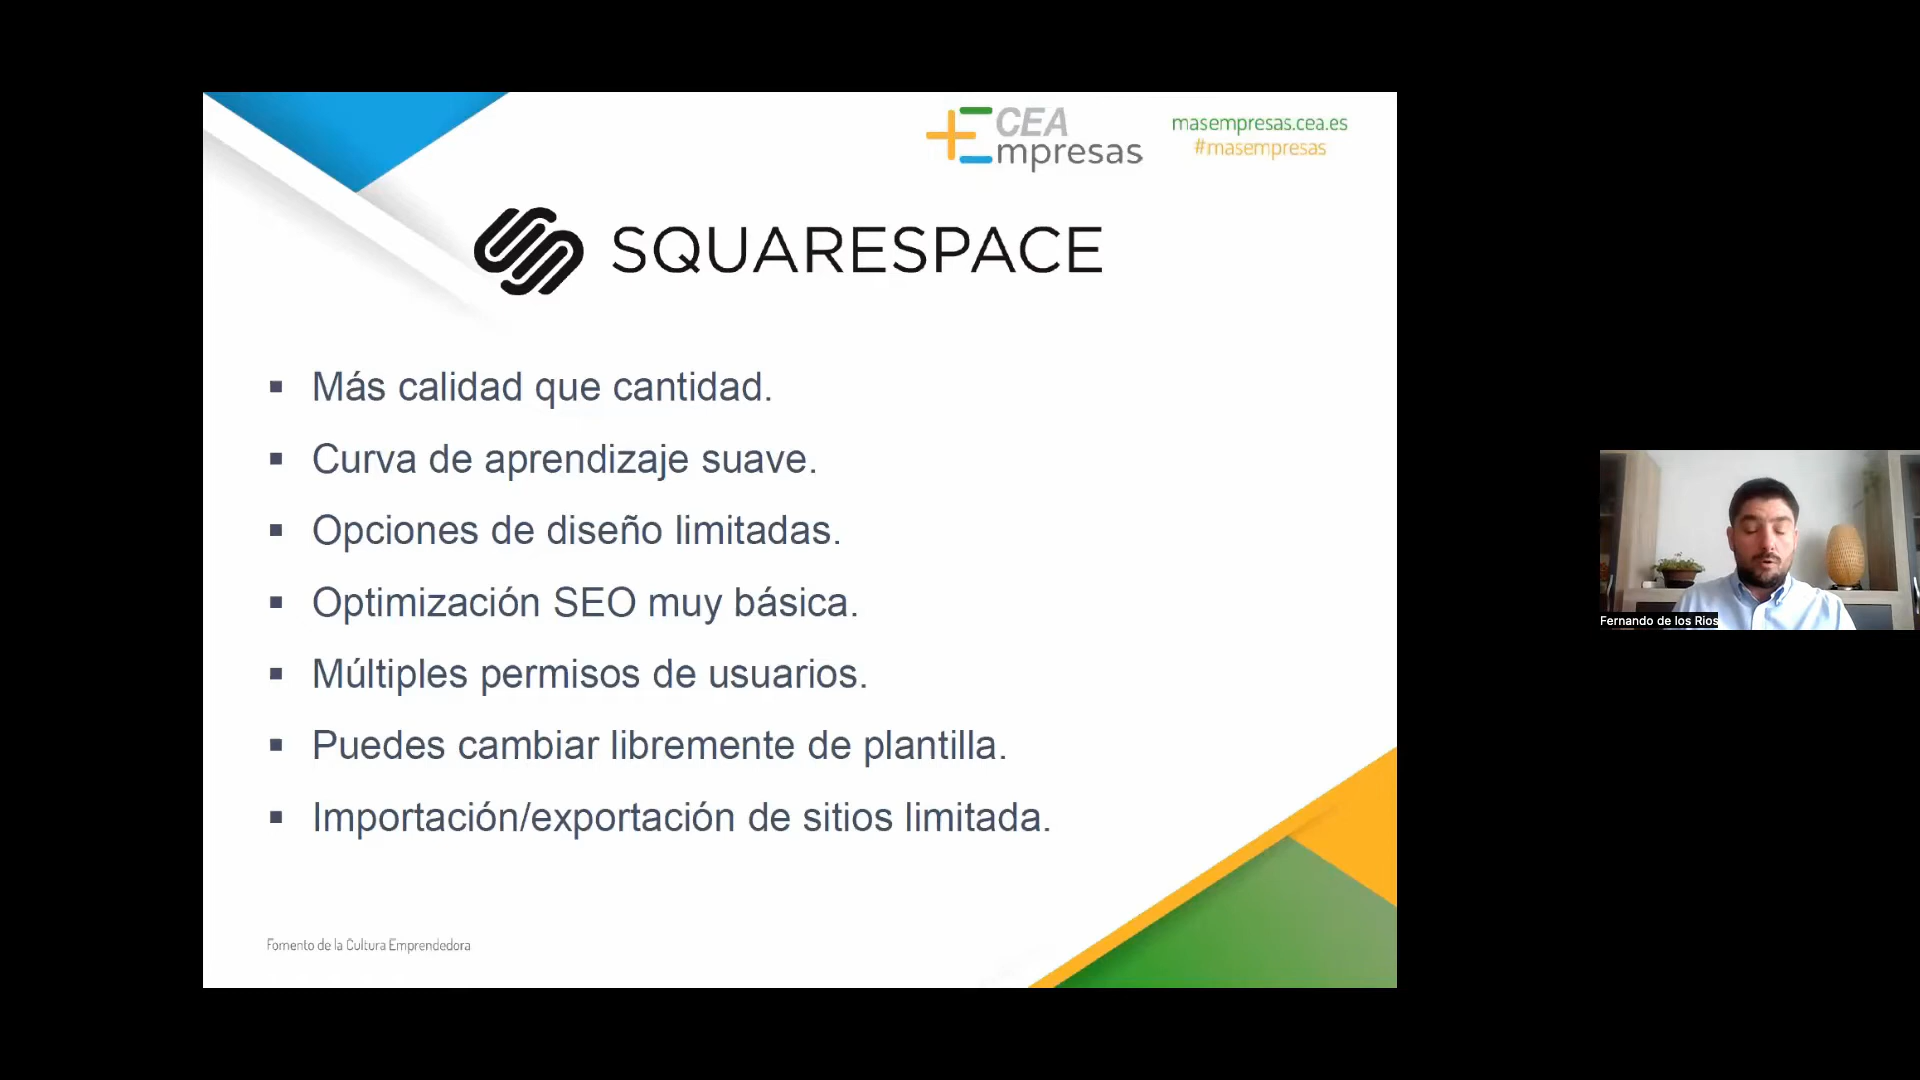 CEA
mpresas
masempresas.cea.es
#masempresas
SQUARESPACE
▪ Más calidad que cantidad.
▪ Curva de aprendizaje suave.
▪ Opciones de diseño limitadas.
▪ Optimización SEO muy básica.
▪ Múltiples permisos de usuarios.
▪ Puedes cambiar libremente de plantilla.
▪ Importación/exportación de sitios limitada.
Fomento de la Cultura Emprendedora
Fernando de los Rios